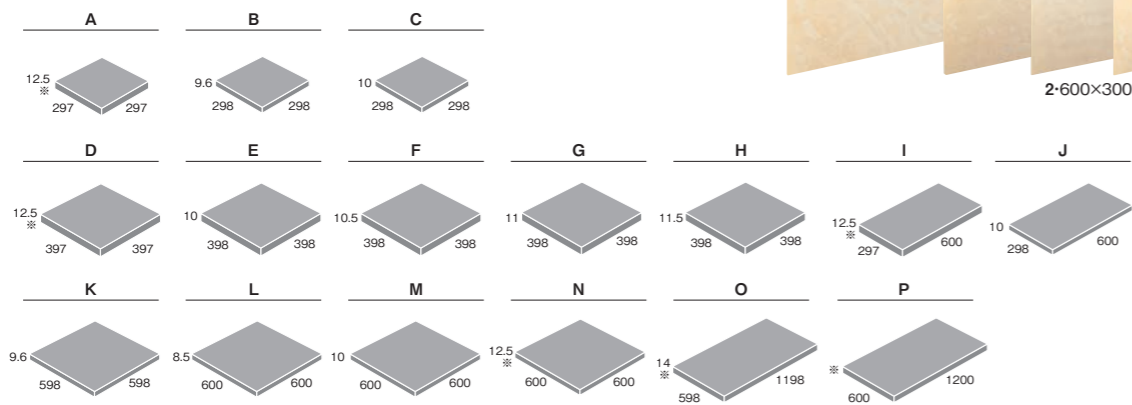 A B C
12.5 9.6 10
※
297 297 298 298 298 298
2･600×300
D E F G H I J
12.5 10 10.5 11 11.5 12.5 10
※ ※
397 397 398 398 398 398 398 398 398 398 297 600 298 600
K L M N O P
9.6 8.5 10 12.5 14 ※
※ ※
598 598 600 600 600 600 600 600 598 1198 600 1200